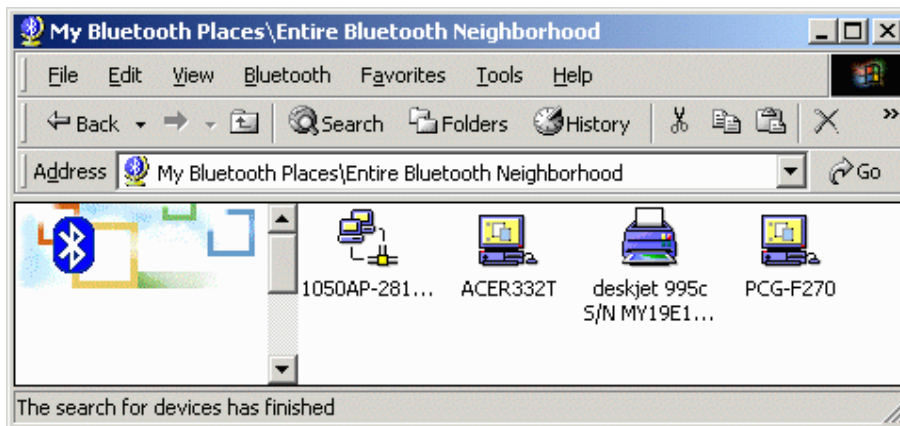 My Bluetooth Places\Entire Bluetooth Neighborhood
File Edit View Bluetooth Favorites Tools Help
Back Search Folders History »
Address My Bluetooth Places\Entire Bluetooth Neighborhood Go
1050AP-281... ACER332T deskjet 995c PCG-F270
S/N MY19E1...
The search for devices has finished